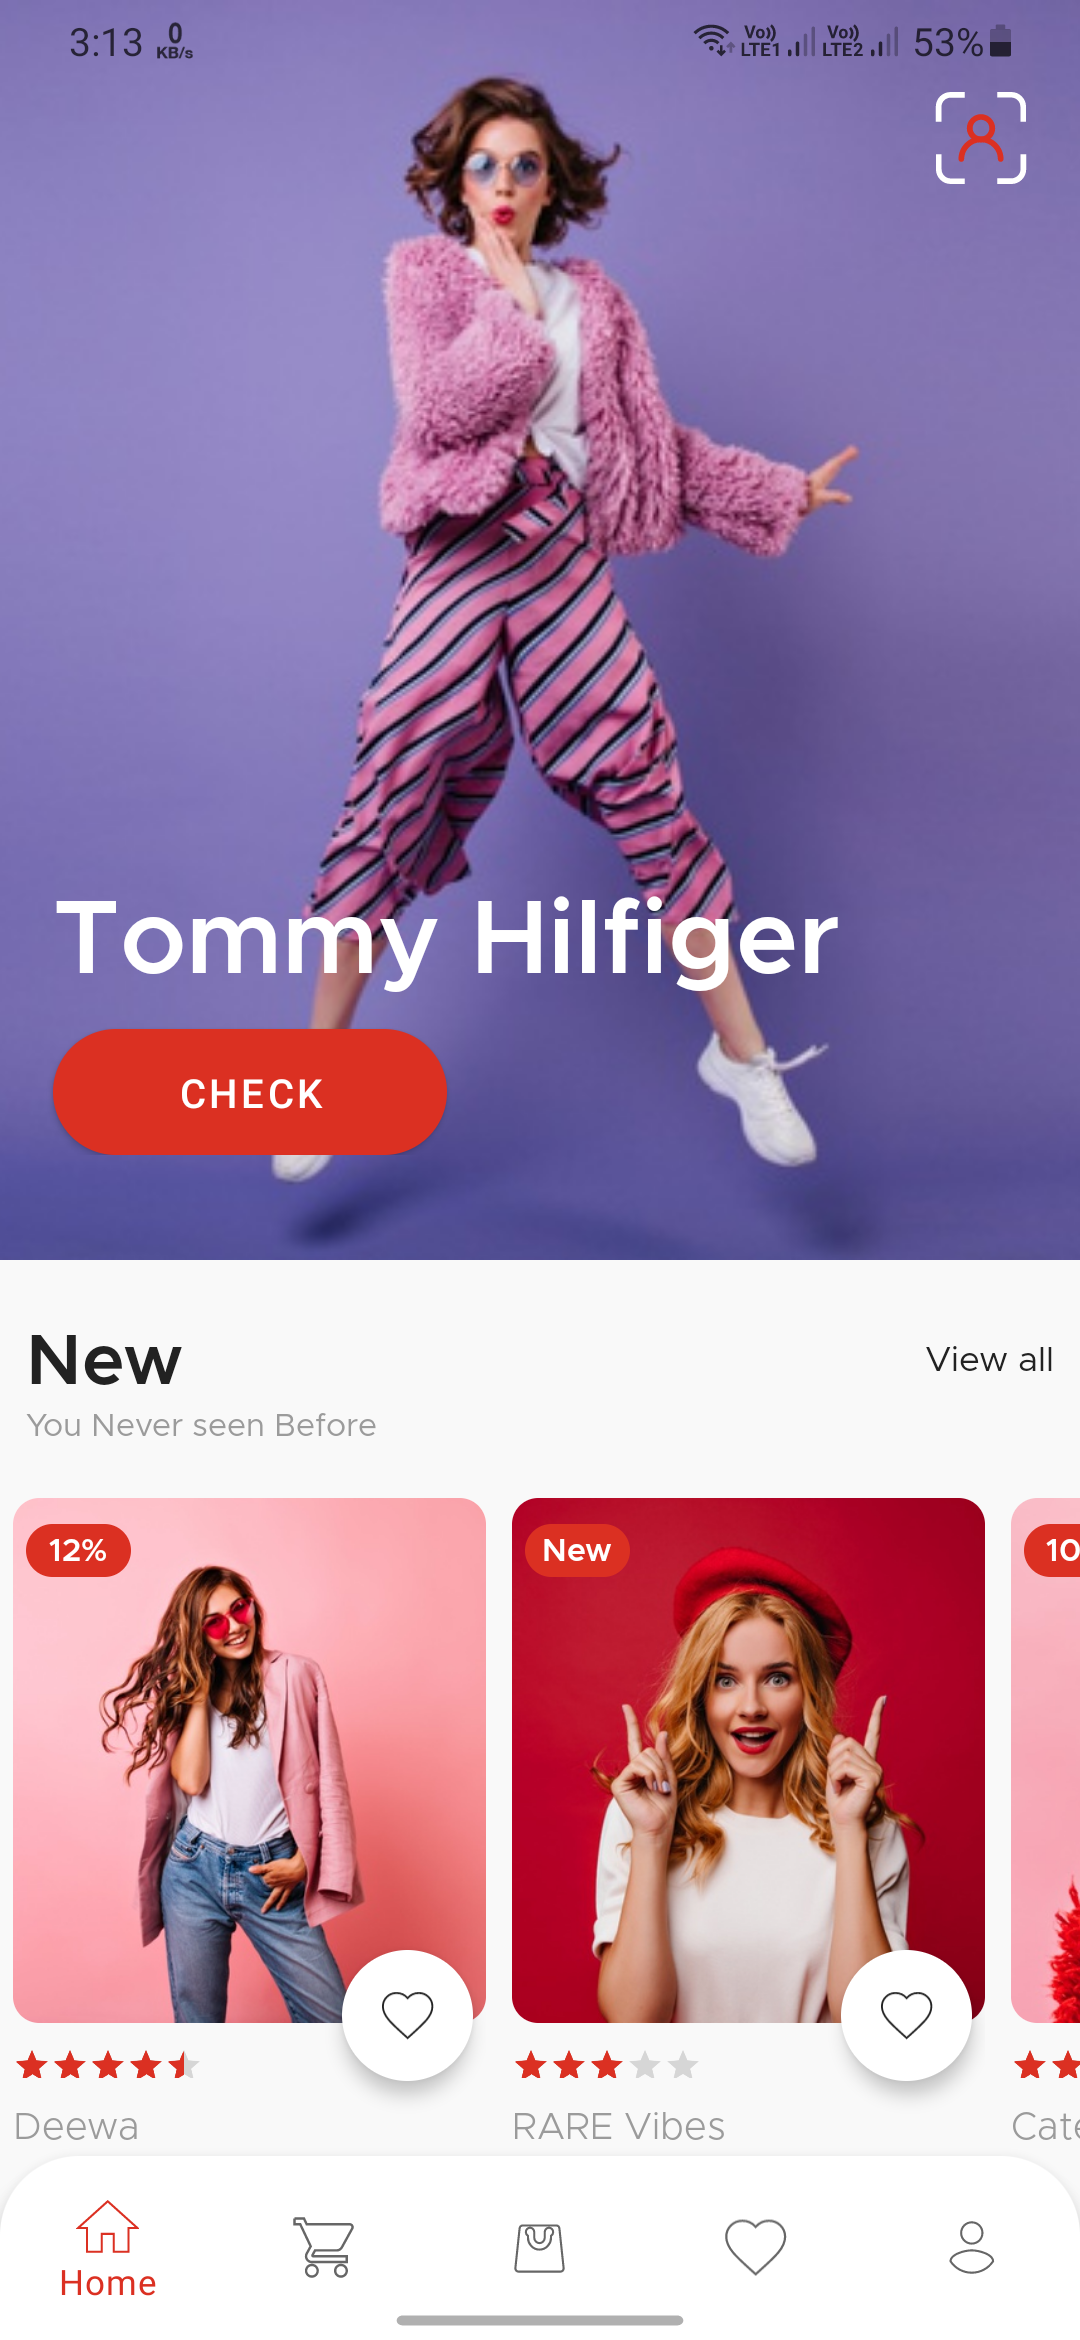 3:13 0 KB/s Vo)) LTE1 Vo)) LTE2 53%
Tommy Hilfiger
CHECK
New
View all
You Never seen Before
12%
New
10
Deewa
RARE Vibes
Cate
Home